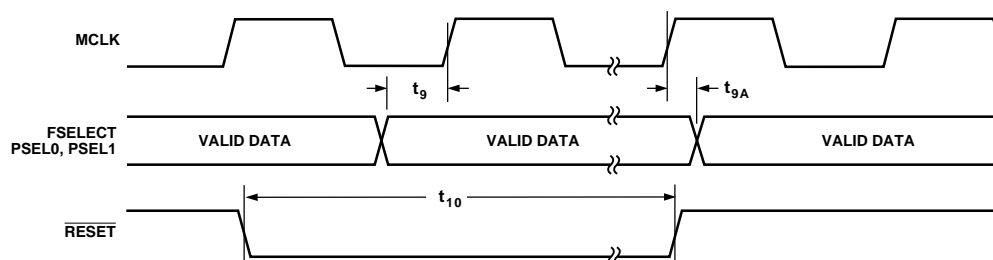 MCLK
t9
t9A
FSELECT
PSEL0, PSEL1
VALID DATA
VALID DATA
VALID DATA
t10
RESET